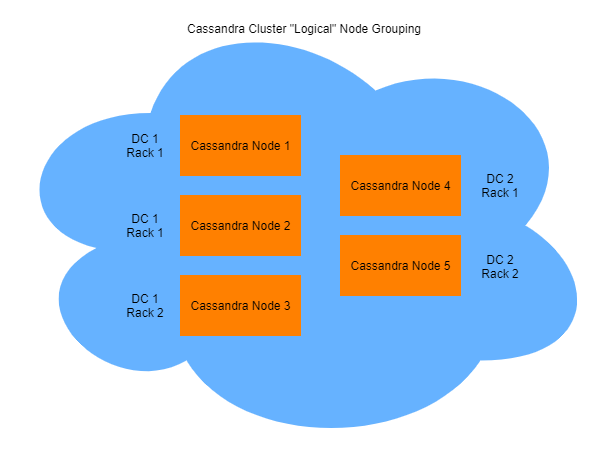 Cassandra Cluster "Logical" Node Grouping
DC 1
Rack 1
Cassandra Node 1
DC 1
Rack 1
Cassandra Node 2
DC 1
Rack 2
Cassandra Node 3
Cassandra Node 4
DC 2
Rack 1
Cassandra Node 5
DC 2
Rack 2